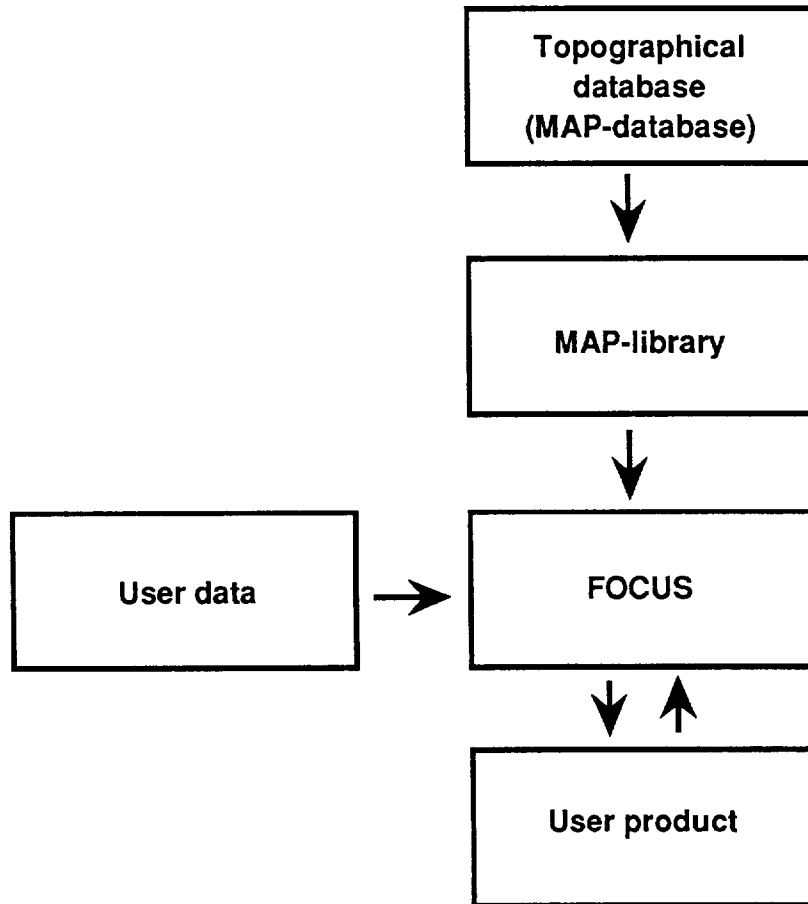 Topographical
database
(MAP-database)
MAP-library
User data
FOCUS
User product